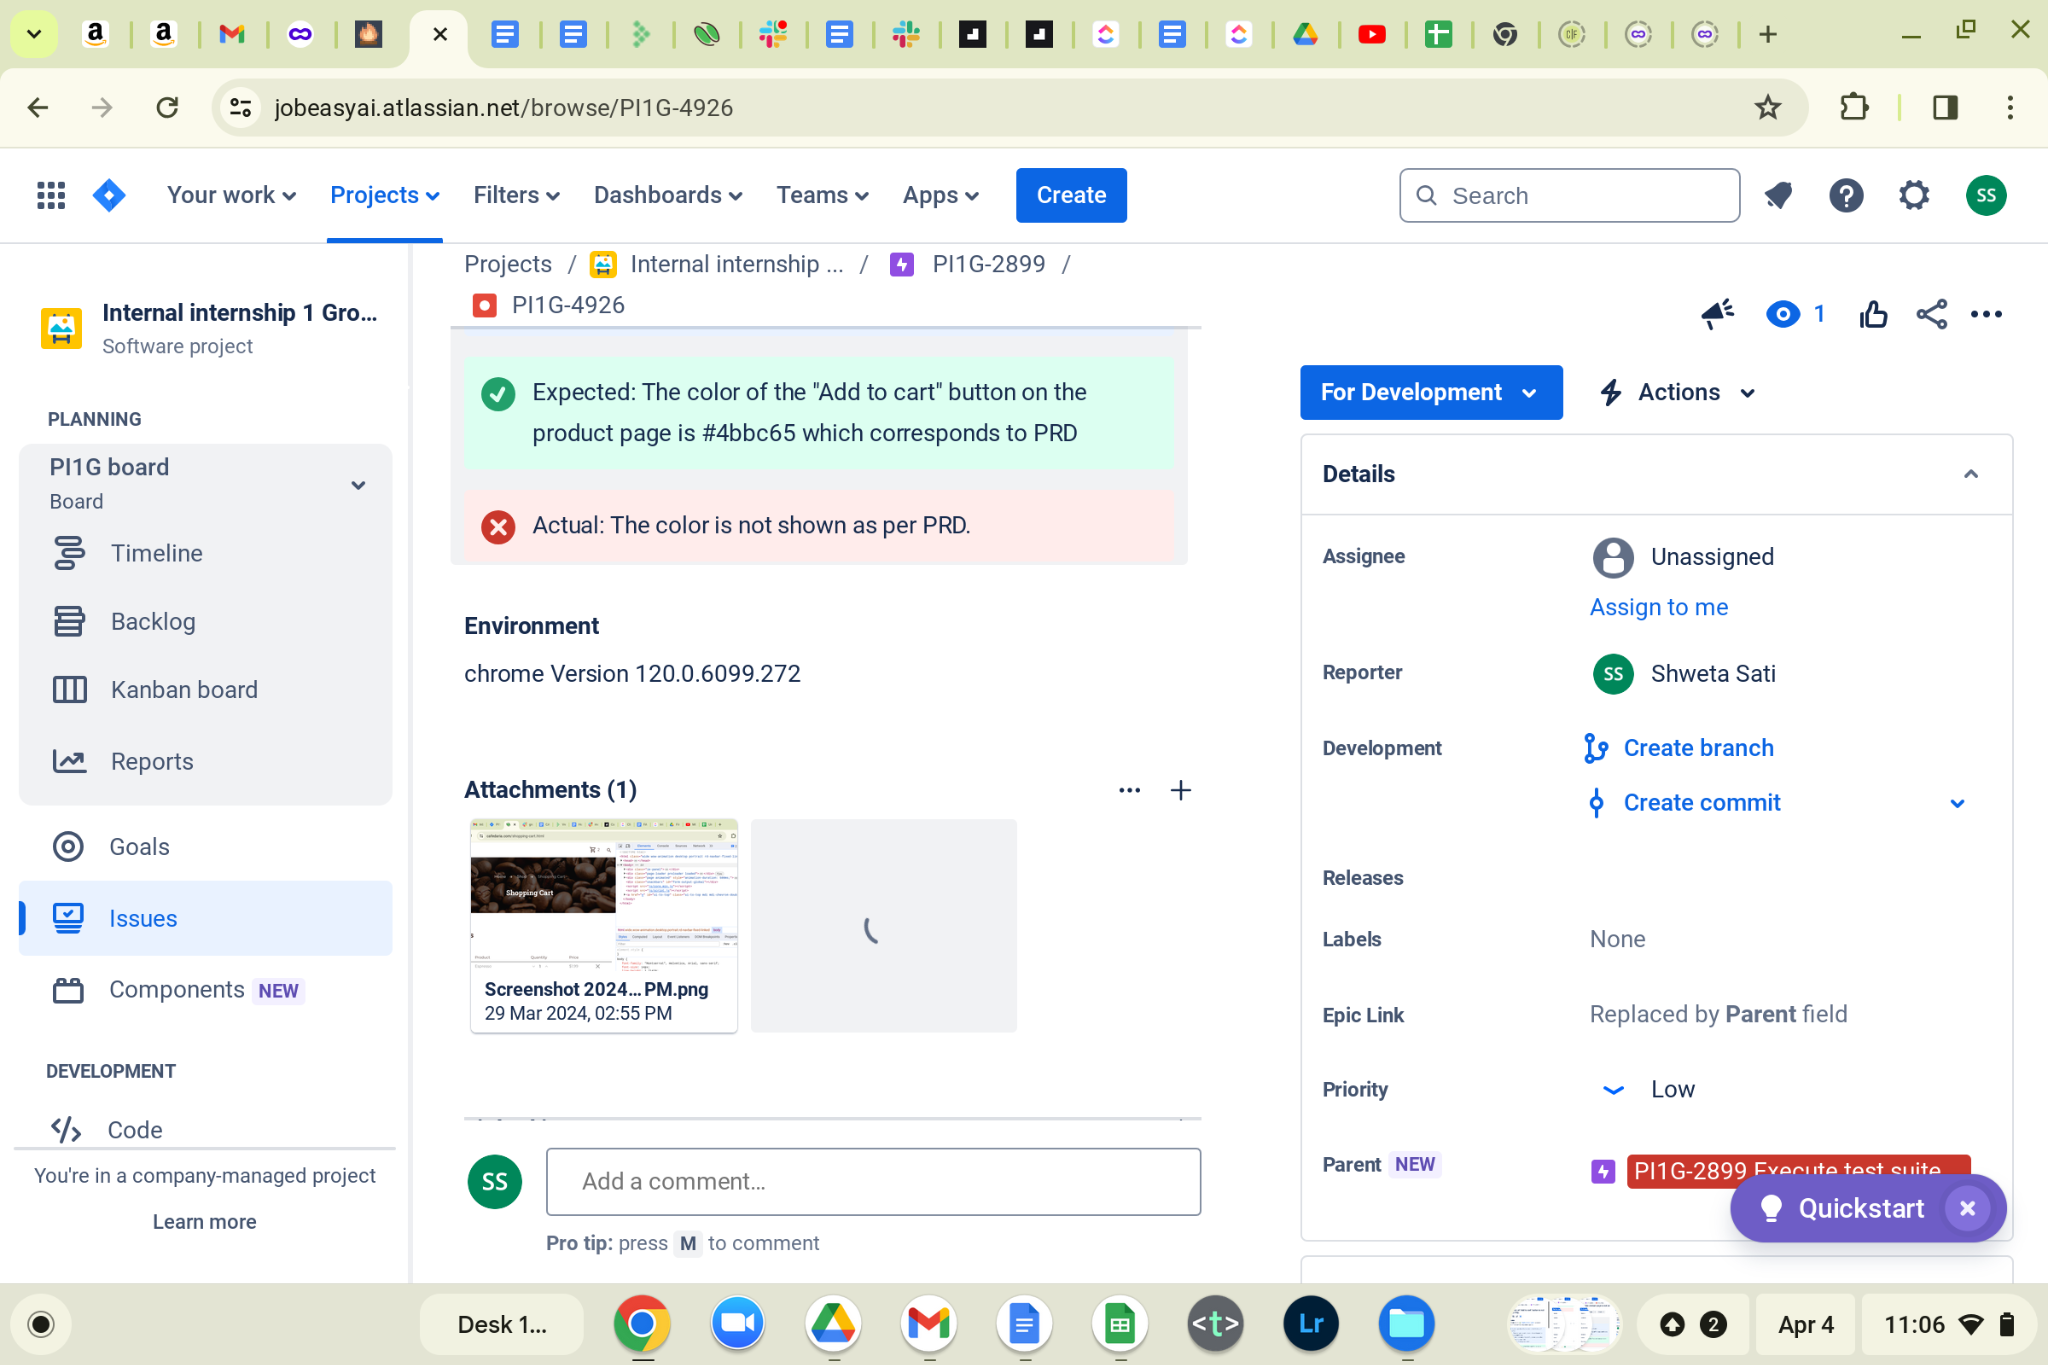 jobeasyai.atlassian.net/browse/PI1G-4926
Your work
Projects
Filters
Dashboards
Teams
Apps
Create
Search
SS
Internal internship 1 Gro...
Software project
PLANNING
PI1G board
Board
Timeline
Backlog
Kanban board
Reports
Goals
Issues
Components NEW
DEVELOPMENT
Code
You're in a company-managed project
Learn more
Projects / Internal internship ... / PI1G-2899 /
PI1G-4926
Expected: The color of the "Add to cart" button on the
product page is #4bbc65 which corresponds to PRD
Actual: The color is not shown as per PRD.
Environment
chrome Version 120.0.6099.272
Attachments (1)
Shopping Cart
Screenshot 2024... PM.png
29 Mar 2024, 02:55 PM
SS
Add a comment...
Pro tip: press M to comment
1
For Development
Actions
Details
Assignee
Unassigned
Assign to me
Reporter
SS Shweta Sati
Development
Create branch
Create commit
Releases
Labels
None
Epic Link
Replaced by Parent field
Priority
Low
Parent NEW
PI1G-2899 Execute test suite
Quickstart
Desk 1...
<t>
Lr
2
Apr 4
11:06